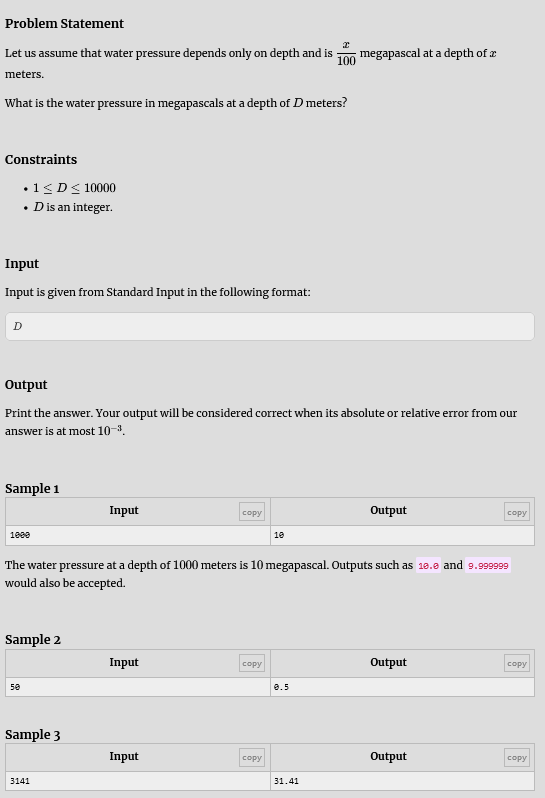 Problem Statement
Let us assume that water pressure depends only on depth and is x/100 megapascal at a depth of x
meters.
What is the water pressure in megapascals at a depth of D meters?
Constraints
• 1 ≤ D ≤ 10000
• D is an integer.
Input
Input is given from Standard Input in the following format:
D
Output
Print the answer. Your output will be considered correct when its absolute or relative error from our
answer is at most 10⁻³.
Sample 1
Input copy Output copy
1000 10
The water pressure at a depth of 1000 meters is 10 megapascal. Outputs such as 10.0 and 9.999999
would also be accepted.
Sample 2
Input copy Output copy
50 0.5
Sample 3
Input copy Output copy
3141 31.41